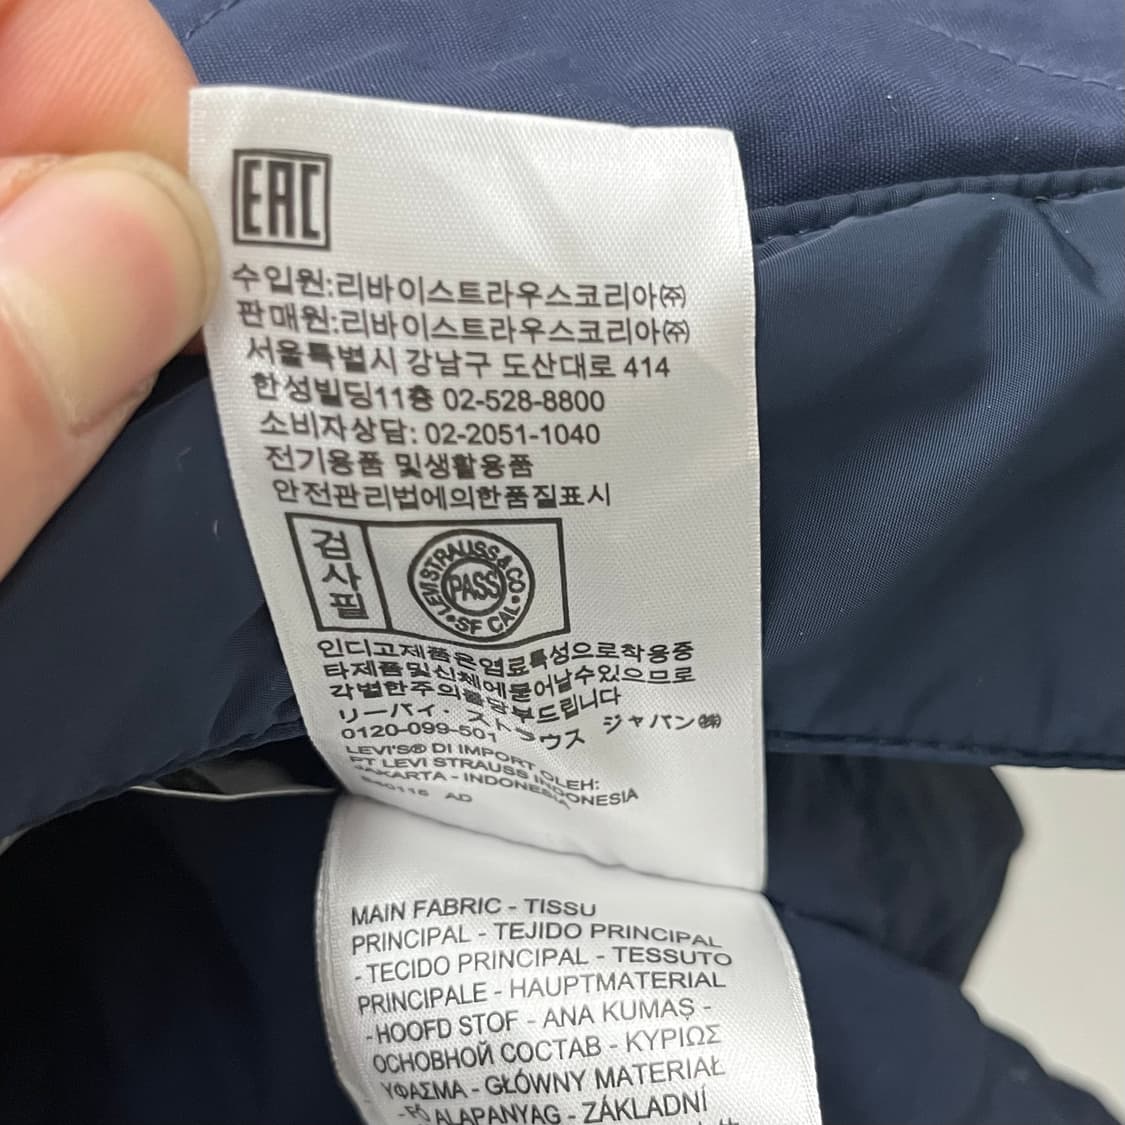 EAC
수입원:리바이스트라우스코리아㈜
판매원:리바이스트라우스코리아㈜
서울특별시 강남구 도산대로 414
한성빌딩11층 02-528-8800
소비자상담: 02-2051-1040
전기용품 및생활용품
안전관리법에의한품질표시
검사필
LEVI STRAUSS & CO
PASS
SF CAL
인디고제품은염료특성으로착용중
타제품및신체에묻어날수있으므로
각별한주의를당부드립니다
リーバイ・ストラウス ジャパン㈱
0120-099-501
LEVI'S® DI IMPORT OLEH:
PT LEVI STRAUSS INDONESIA
JAKARTA - INDONESIA
AD
MAIN FABRIC - TISSU
PRINCIPAL - TEJIDO PRINCIPAL
- TECIDO PRINCIPAL - TESSUTO
PRINCIPALE - HAUPTMATERIAL
- HOOFD STOF - ANA KUMAŞ -
ОСНОВНОЙ СОСТАВ - ΚΥΡΙΩΣ
ΥΦΑΣΜΑ - GŁÓWNY MATERIAŁ
- FŐ ALAPANYAG - ZÁKLADNÍ